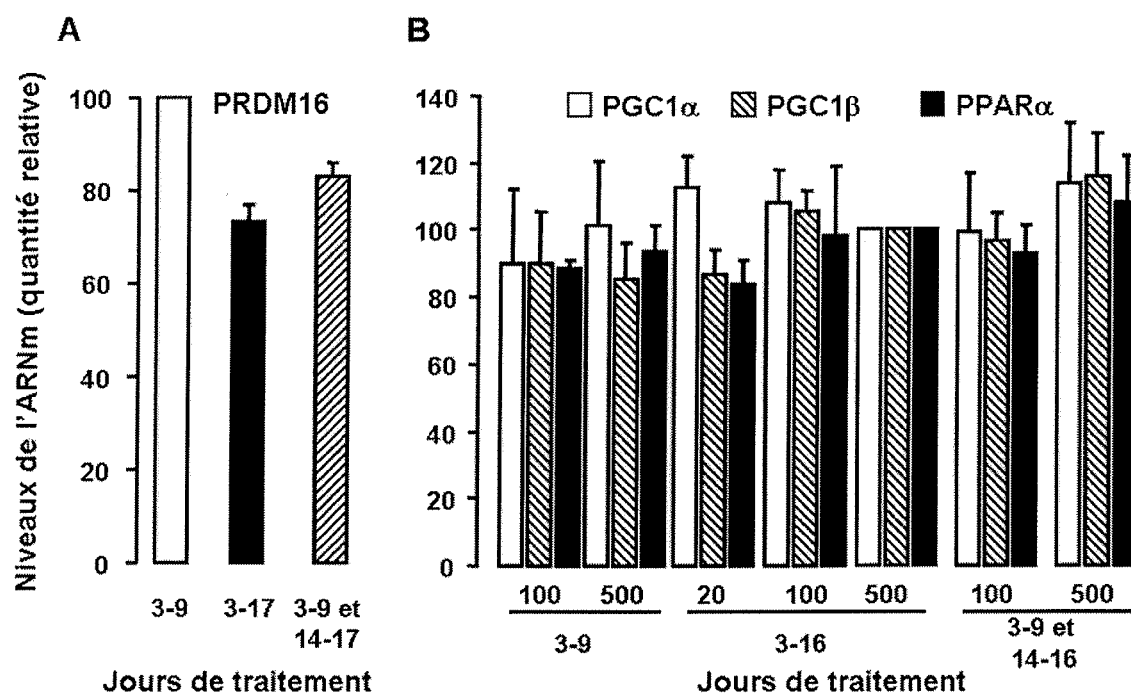 A
B
Niveaux de l'ARNm (quantité relative)
100
80
60
40
20
0
PRDM16
3-9
3-17
3-9 et
14-17
Jours de traitement
140
120
100
80
60
40
20
0
PGC1α
PGC1β
PPARα
100
500
20
100
500
100
500
3-9
3-16
3-9 et
14-16
Jours de traitement